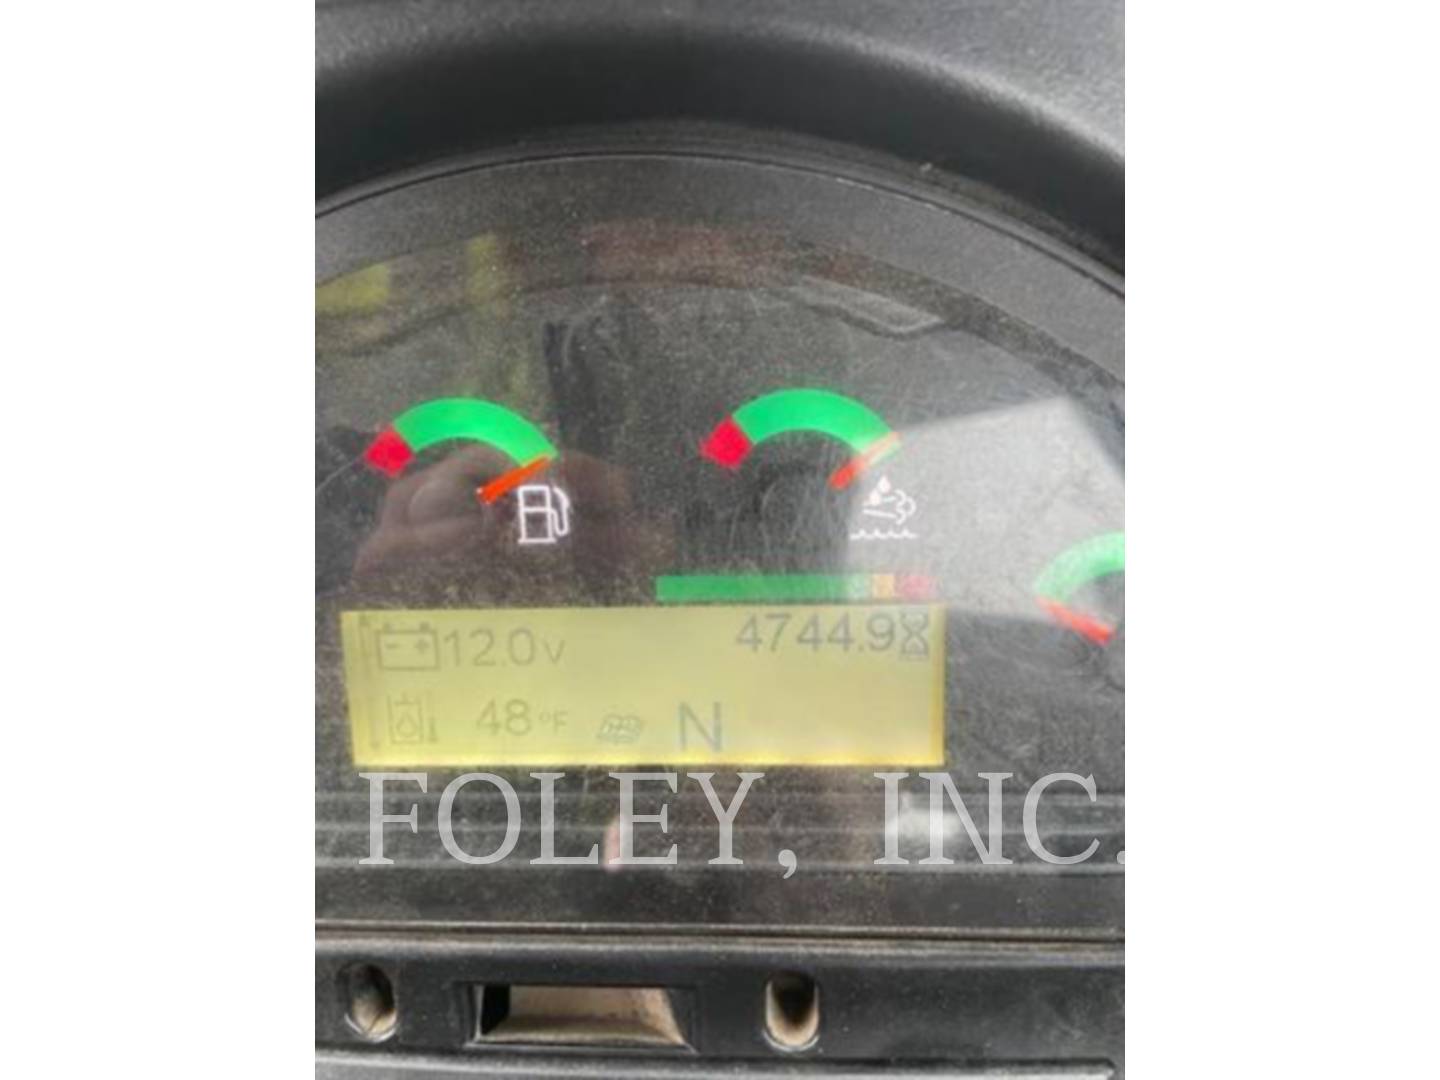 12.0v 4744.9
48°F N
FOLEY, INC.